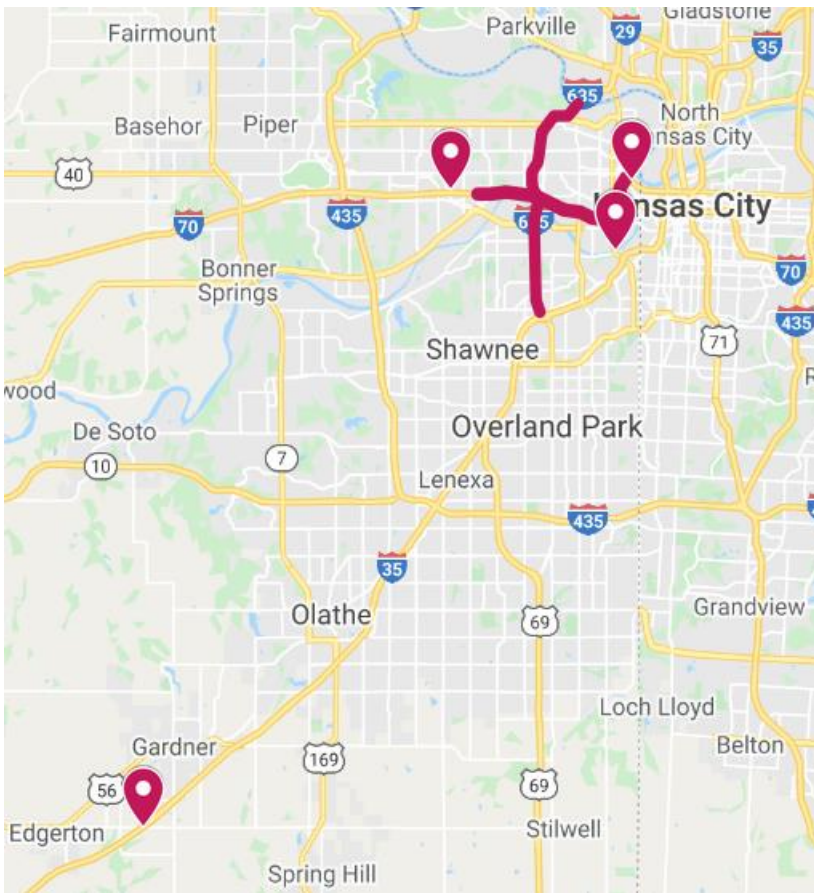 Gladstone
Parkville
Fairmount
29
35
635
North
nsas City
Basehor
Piper
40
Kansas City
435
70
Bonner
Springs
70
435
71
Shawnee
wood
Overland Park
De Soto
10
7
Lenexa
435
35
Olathe
69
Grandview
Loch Lloyd
Gardner
Belton
169
56
69
Edgerton
Stilwell
Spring Hill